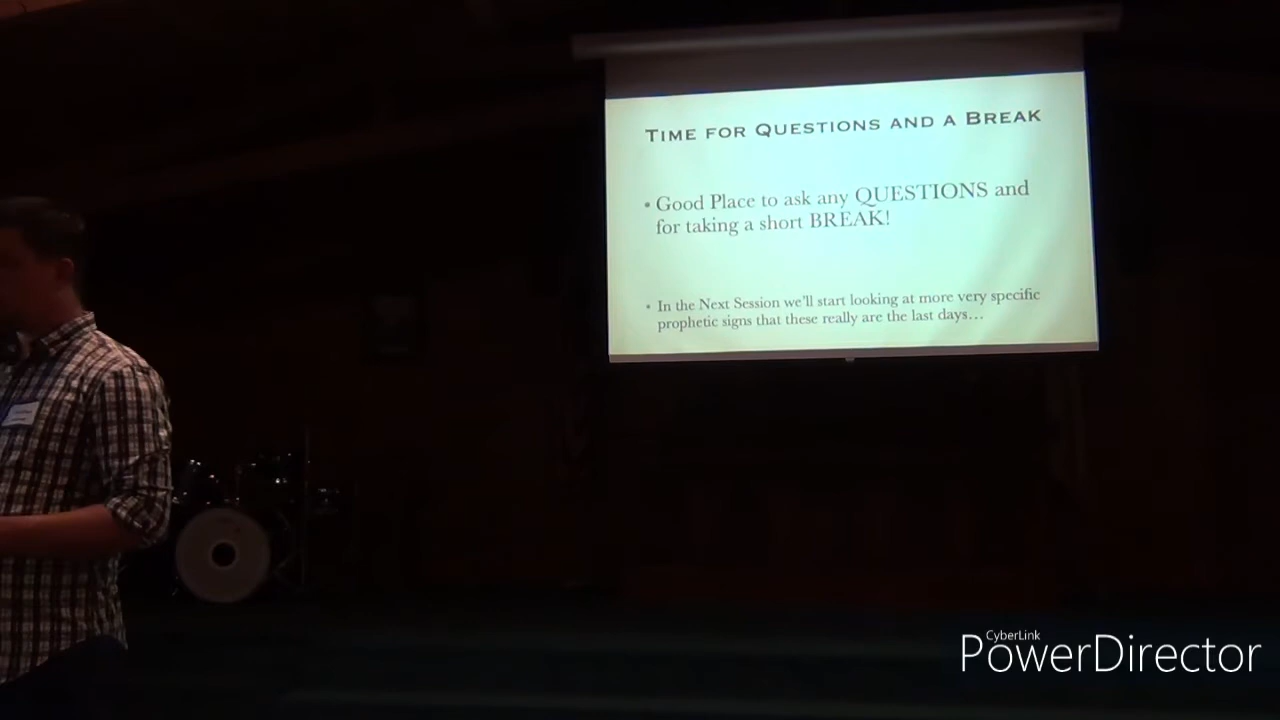 Time for Questions and a Break
• Good Place to ask any QUESTIONS and
for taking a short BREAK!
• In the Next Session we'll start looking at more very specific
prophetic signs that these really are the last days…
CyberLink
PowerDirector